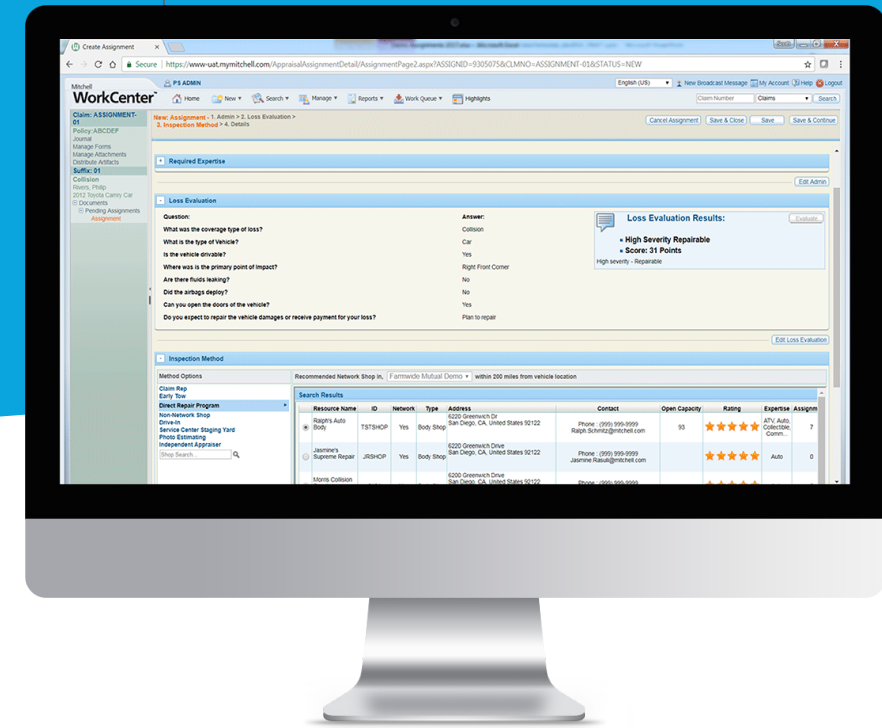 Create Assignment
Secure https://www-uat.mymitchell.com/AppraisalAssignmentDetail/AssignmentPage2.aspx?ASSIGNID=9305075&CLMNO=ASSIGNMENT-01&STATUS=NEW
Mitchell
WorkCenter
PS ADMIN
English (US) New Broadcast Message My Account Help Logout
Home New Search Manage Reports Work Queue Highlights
Claim Number Claims Search
Claim: ASSIGNMENT-
01
Policy:ABCDEF
Journal
Manage Forms
Manage Attachments
Distribute Artifacts
Suffix: 01
Collision
Rivers, Philip
2012 Toyota Camry Car
Documents
Pending Assignments
Assignment
New: Assignment - 1. Admin > 2. Loss Evaluation >
3. Inspection Method > 4. Details
Cancel Assignment Save & Close Save Save & Continue
Required Expertise
Edit Admin
Loss Evaluation
Question: Answer:
What was the coverage type of loss? Collision
What is the type of Vehicle? Car
Is the vehicle drivable? Yes
Where was is the primary point of Impact? Right Front Corner
Are there fluids leaking? No
Did the airbags deploy? No
Can you open the doors of the vehicle? Yes
Do you expect to repair the vehicle damages or receive payment for your loss? Plan to repair
Loss Evaluation Results:
Evaluate
High Severity Repairable
Score: 31 Points
High severity - Repairable
Edit Loss Evaluation
Inspection Method
Method Options
Claim Rep
Early Tow
Direct Repair Program
Non-Network Shop
Drive-In
Service Center Staging Yard
Photo Estimating
Independent Appraiser
Shop Search...
Recommended Network Shop In, Farmwide Mutual Demo within 200 miles from vehicle location
Search Results
Resource Name ID Network Type Address Contact Open Capacity Rating Expertise Assignm
Ralph's Auto
Body TSTSHOP Yes Body Shop
6220 Greenwich Dr
San Diego, CA, United States 92122
Phone : (999) 999-9999
Ralph.Schmitz@mitchell.com
93
ATV, Auto,
Collectible,
Comm...
7
Jasmine's
Supreme Repair JRSHOP Yes Body Shop
6220 Greenwich Drive
San Diego, CA, United States 92122
Phone : (999) 999-9999
Jasmine.Rasuli@mitchell.com
Auto 0
Morris Collision
6200 Greenwich Drive
San Diego, CA, United States 92122
Phone : (999) 999-9999